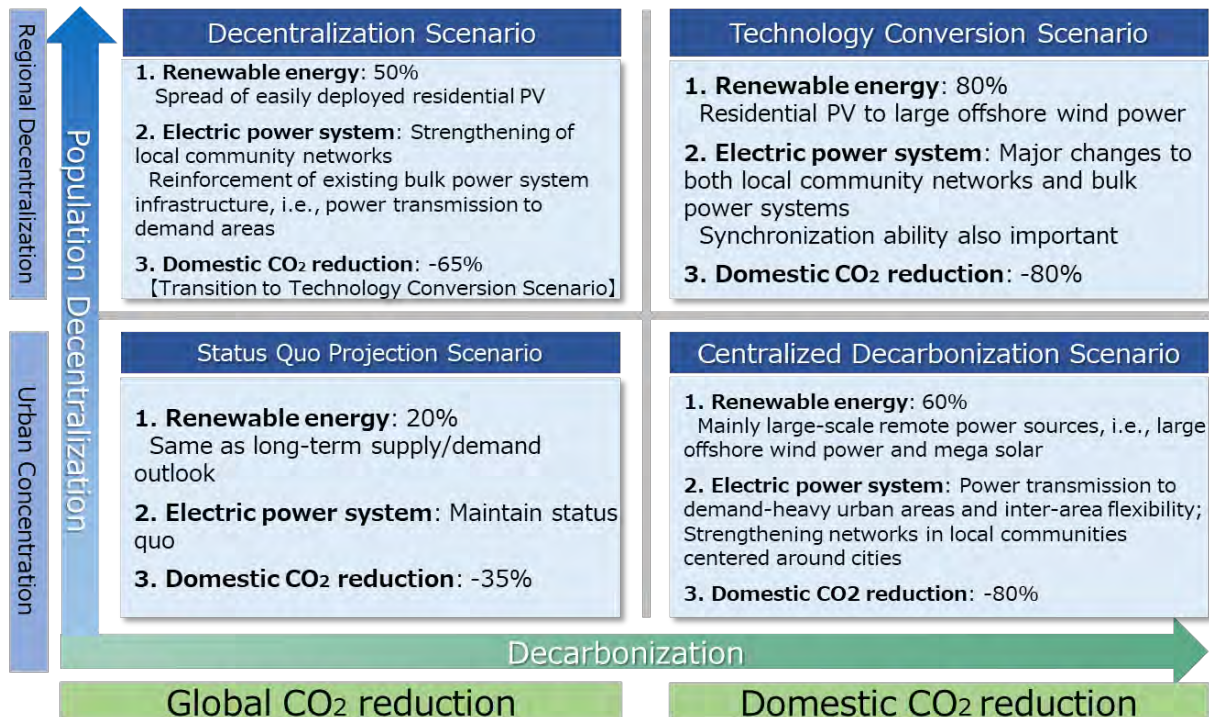 Regional Decentralization
Urban Concentration
Population Decentralization
Decentralization Scenario
1. Renewable energy: 50%
Spread of easily deployed residential PV
2. Electric power system: Strengthening of
local community networks
Reinforcement of existing bulk power system
infrastructure, i.e., power transmission to
demand areas
3. Domestic CO₂ reduction: -65%
【Transition to Technology Conversion Scenario】
Technology Conversion Scenario
1. Renewable energy: 80%
Residential PV to large offshore wind power
2. Electric power system: Major changes to
both local community networks and bulk
power systems
Synchronization ability also important
3. Domestic CO₂ reduction: -80%
Status Quo Projection Scenario
1. Renewable energy: 20%
Same as long-term supply/demand
outlook
2. Electric power system: Maintain status
quo
3. Domestic CO₂ reduction: -35%
Centralized Decarbonization Scenario
1. Renewable energy: 60%
Mainly large-scale remote power sources, i.e., large
offshore wind power and mega solar
2. Electric power system: Power transmission to
demand-heavy urban areas and inter-area flexibility;
Strengthening networks in local communities
centered around cities
3. Domestic CO2 reduction: -80%
Decarbonization
Global CO₂ reduction
Domestic CO₂ reduction